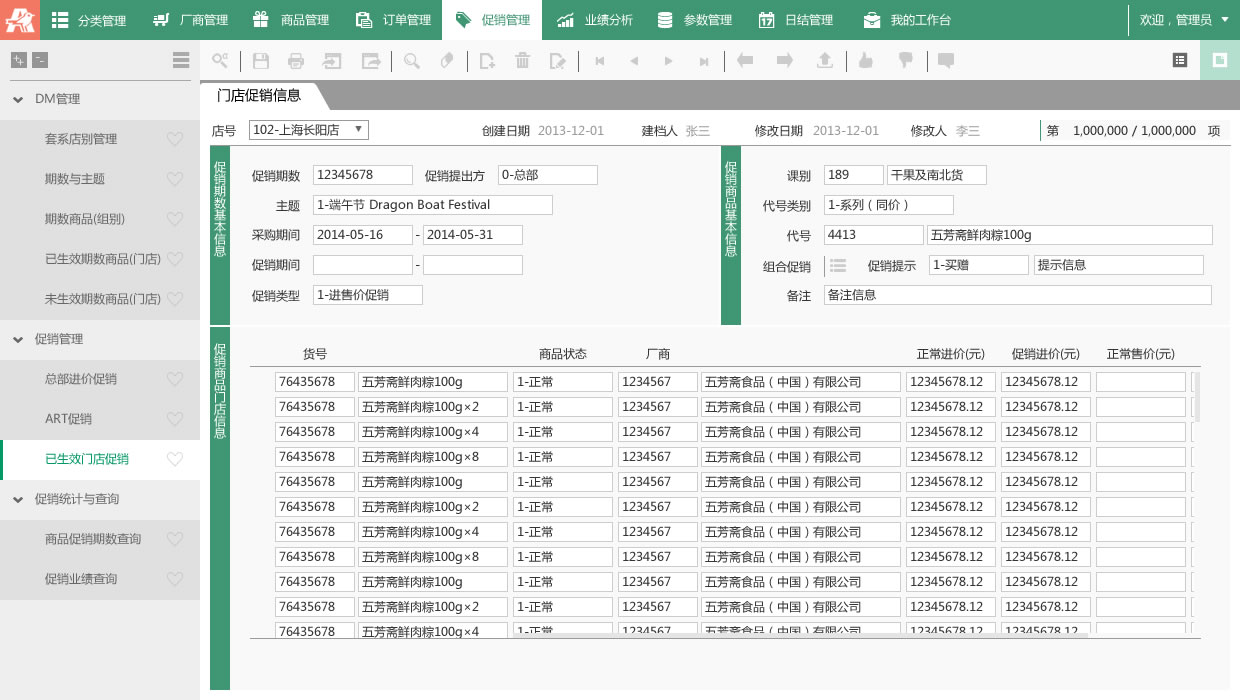 分类管理 厂商管理 商品管理 订单管理 促销管理 业绩分析 参数管理 日结管理 我的工作台 欢迎，管理员
DM管理
套系店别管理
期数与主题
期数商品(组别)
已生效期数商品(门店)
未生效期数商品(门店)
促销管理
总部进价促销
ART促销
已生效门店促销
促销统计与查询
商品促销期数查询
促销业绩查询
门店促销信息
店号 102-上海长阳店 创建日期 2013-12-01 建档人 张三 修改日期 2013-12-01 修改人 李三 第 1,000,000 / 1,000,000 项
促销期数基本信息
促销期数 12345678 促销提出方 0-总部
主题 1-端午节 Dragon Boat Festival
采购期间 2014-05-16 - 2014-05-31
促销期间 -
促销类型 1-进售价促销
促销商品基本信息
课别 189 干果及南北货
代号类别 1-系列（同价）
代号 4413 五芳斋鲜肉粽100g
组合促销 促销提示 1-买赠 提示信息
备注 备注信息
促销商品门店信息
货号 商品状态 厂商 正常进价(元) 促销进价(元) 正常售价(元)
76435678 五芳斋鲜肉粽100g 1-正常 1234567 五芳斋食品（中国）有限公司 12345678.12 12345678.12
76435678 五芳斋鲜肉粽100g×2 1-正常 1234567 五芳斋食品（中国）有限公司 12345678.12 12345678.12
76435678 五芳斋鲜肉粽100g×4 1-正常 1234567 五芳斋食品（中国）有限公司 12345678.12 12345678.12
76435678 五芳斋鲜肉粽100g×8 1-正常 1234567 五芳斋食品（中国）有限公司 12345678.12 12345678.12
76435678 五芳斋鲜肉粽100g 1-正常 1234567 五芳斋食品（中国）有限公司 12345678.12 12345678.12
76435678 五芳斋鲜肉粽100g×2 1-正常 1234567 五芳斋食品（中国）有限公司 12345678.12 12345678.12
76435678 五芳斋鲜肉粽100g×4 1-正常 1234567 五芳斋食品（中国）有限公司 12345678.12 12345678.12
76435678 五芳斋鲜肉粽100g×8 1-正常 1234567 五芳斋食品（中国）有限公司 12345678.12 12345678.12
76435678 五芳斋鲜肉粽100g 1-正常 1234567 五芳斋食品（中国）有限公司 12345678.12 12345678.12
76435678 五芳斋鲜肉粽100g×2 1-正常 1234567 五芳斋食品（中国）有限公司 12345678.12 12345678.12
76435678 五芳斋鲜肉粽100g×4 1-正常 1234567 五芳斋食品（中国）有限公司 12345678.12 12345678.12